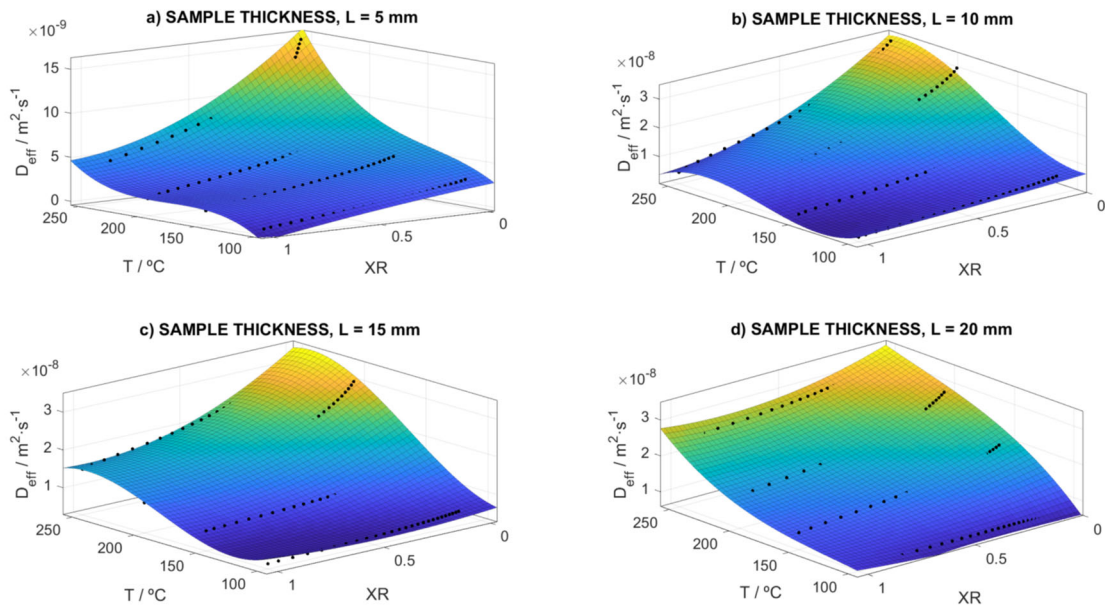 a) SAMPLE THICKNESS, L = 5 mm
×10⁻⁹
15
10
5
0
D_eff / m²·s⁻¹
250
200
150
100
T / ºC
1
0.5
0
XR
b) SAMPLE THICKNESS, L = 10 mm
×10⁻⁸
3
2
1
D_eff / m²·s⁻¹
250
200
150
100
T / ºC
1
0.5
0
XR
c) SAMPLE THICKNESS, L = 15 mm
×10⁻⁸
3
2
1
D_eff / m²·s⁻¹
250
200
150
100
T / ºC
1
0.5
0
XR
d) SAMPLE THICKNESS, L = 20 mm
×10⁻⁸
3
2
1
D_eff / m²·s⁻¹
250
200
150
100
T / ºC
1
0.5
0
XR